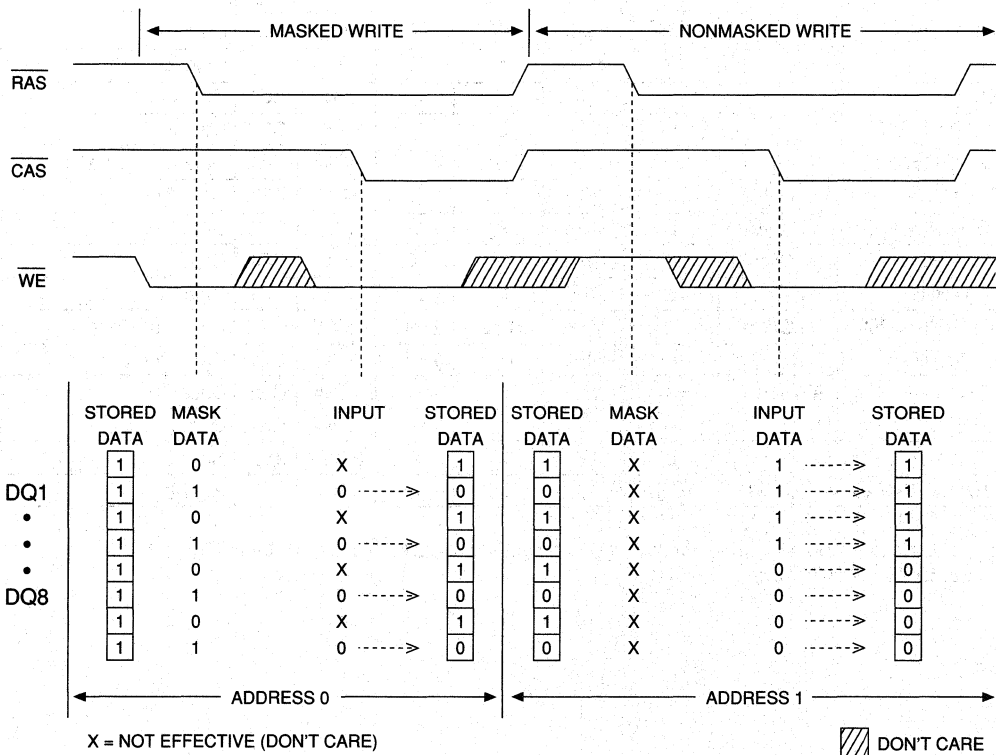 MASKED WRITE NONMASKED WRITE
RAS
CAS
WE
STORED MASK INPUT STORED STORED MASK INPUT STORED
DATA DATA DATA DATA DATA DATA DATA
1 0 X 1 1 X 1 1
DQ1 1 1 0 0 0 X 1 1
• 1 0 X 1 1 X 1 1
• 1 1 0 0 0 X 1 1
• 1 0 X 1 1 X 0 0
DQ8 1 1 0 0 0 X 0 0
1 0 X 1 1 X 0 0
1 1 0 0 0 X 0 0
ADDRESS 0 ADDRESS 1
X = NOT EFFECTIVE (DON'T CARE) DON'T CARE